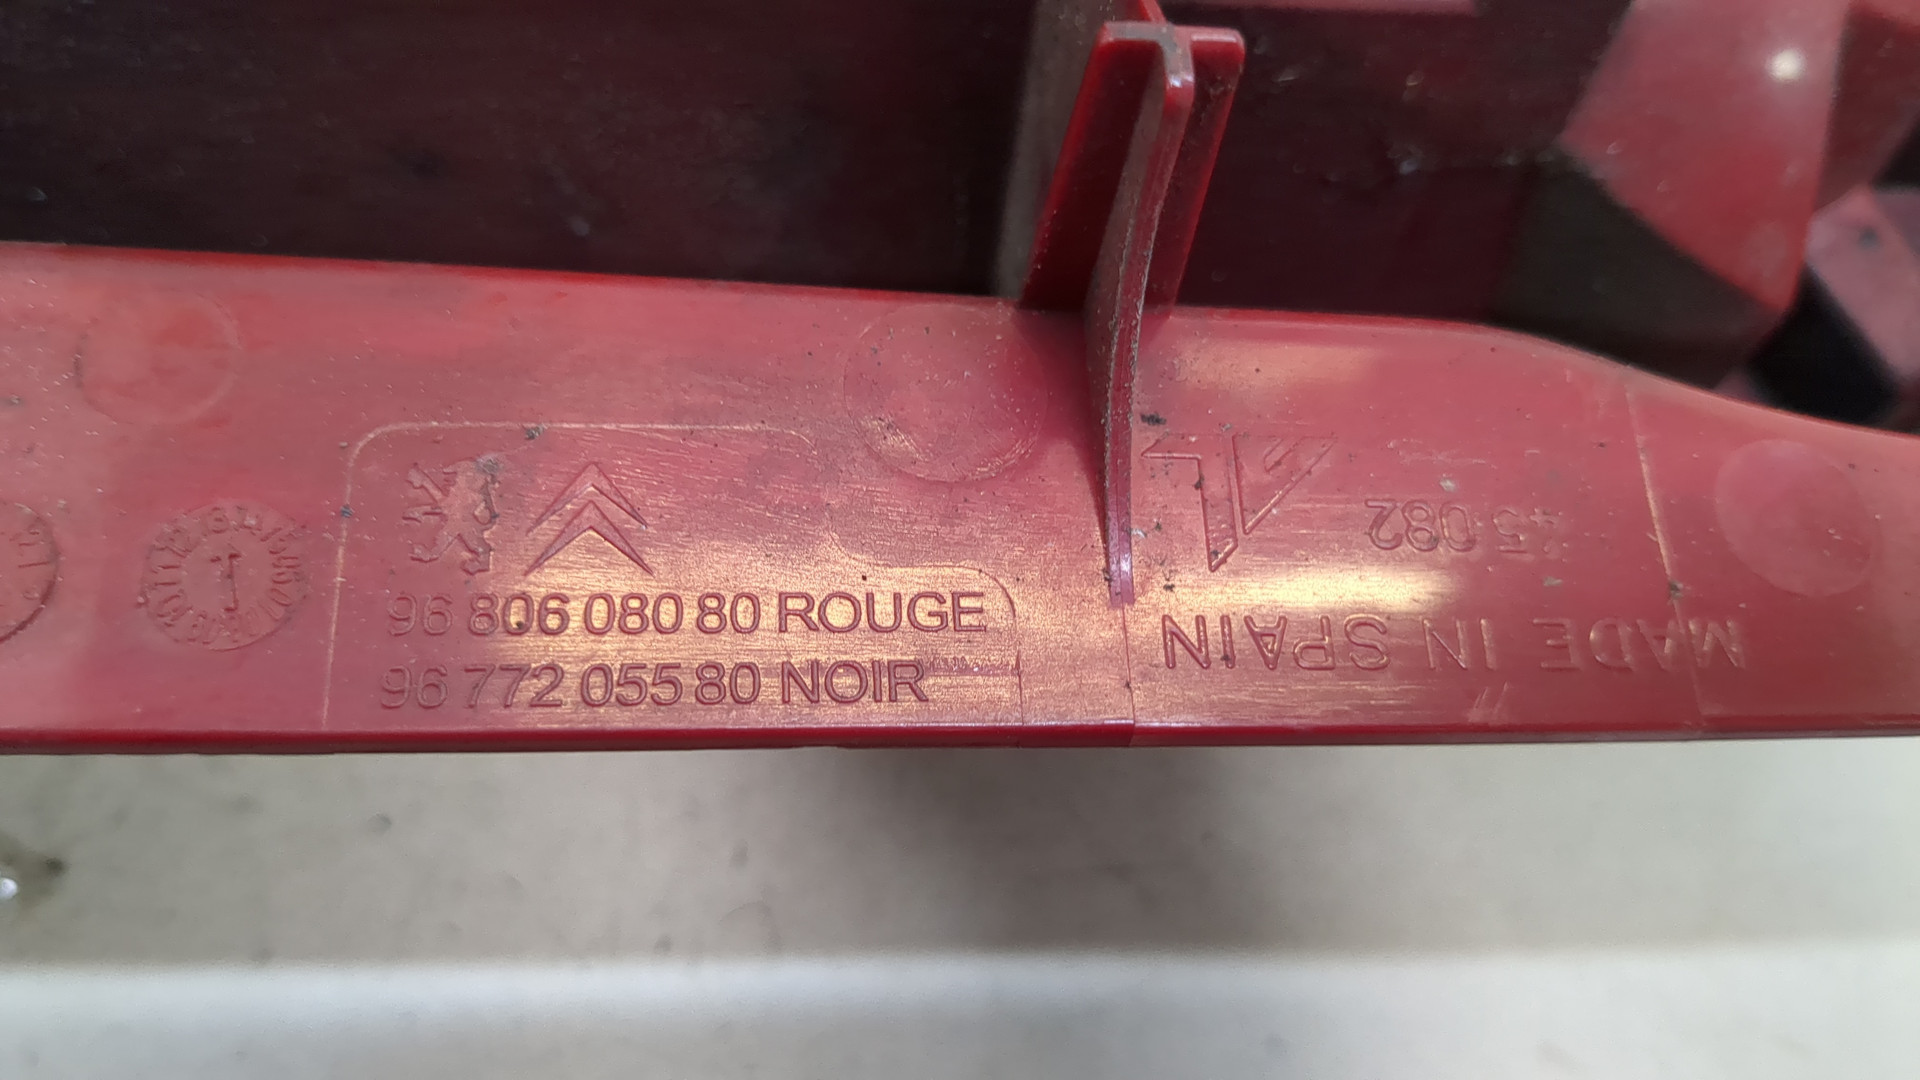 96 806 080 80 ROUGE
96 772 055 80 NOIR
45 082
MADE IN SPAIN